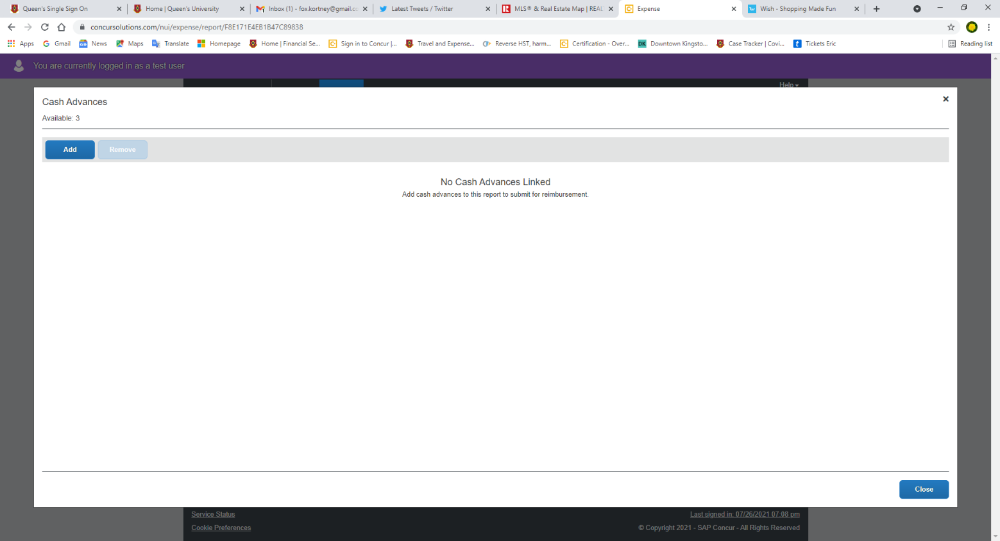 Queen's Single Sign On
Home | Queen's University
Inbox (1) - fox.kortney@gmail.co
Latest Tweets / Twitter
MLS® & Real Estate Map | REAL
Expense
Wish - Shopping Made Fun
concursolutions.com/nui/expense/report/F8E171E4EB1B47C89838
Apps
Gmail
News
Maps
Translate
Homepage
Home | Financial Se...
Sign in to Concur |...
Travel and Expense...
Reverse HST, harm...
Certification - Over...
DK Downtown Kingsto...
Case Tracker | Covi...
t Tickets Eric
Reading list
You are currently logged in as a test user
Help
Cash Advances
Available: 3
Add
Remove
No Cash Advances Linked
Add cash advances to this report to submit for reimbursement.
Close
Service Status
Last signed in: 07/26/2021 07:08 pm
Cookie Preferences
© Copyright 2021 - SAP Concur - All Rights Reserved